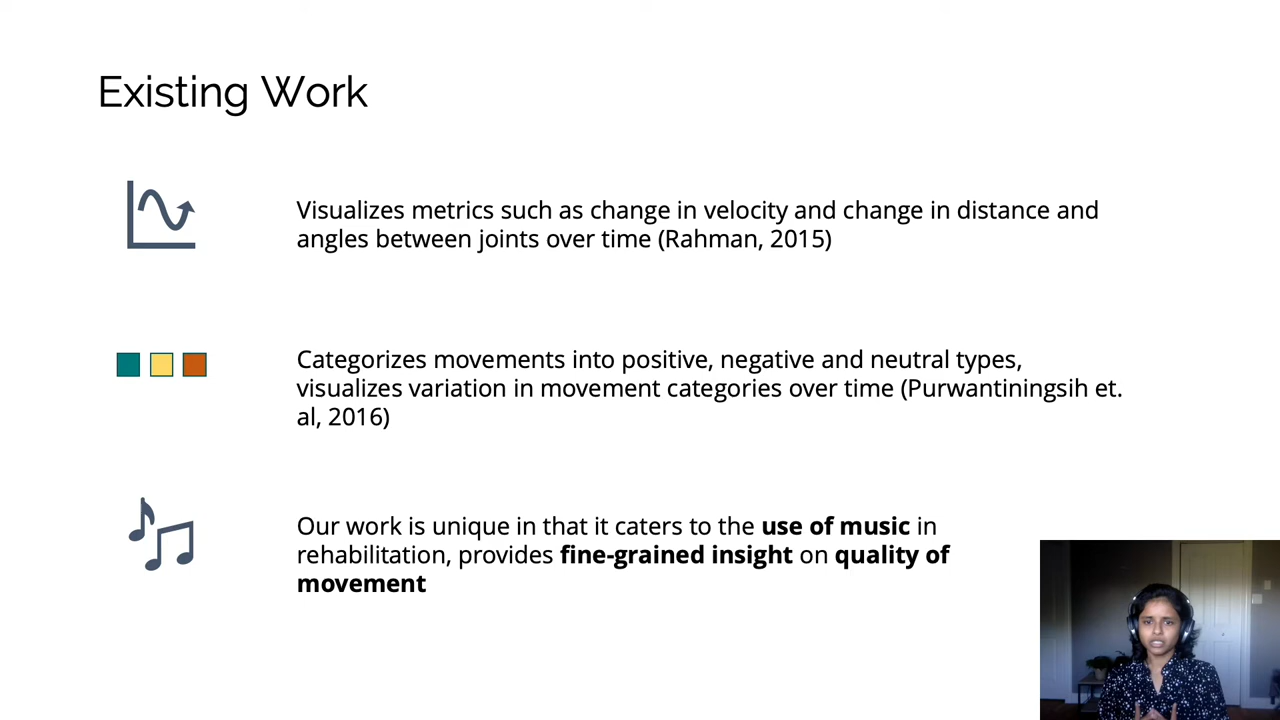 Existing Work
Visualizes metrics such as change in velocity and change in distance and
angles between joints over time (Rahman, 2015)
Categorizes movements into positive, negative and neutral types,
visualizes variation in movement categories over time (Purwantiningsih et.
al, 2016)
Our work is unique in that it caters to the use of music in
rehabilitation, provides fine-grained insight on quality of
movement